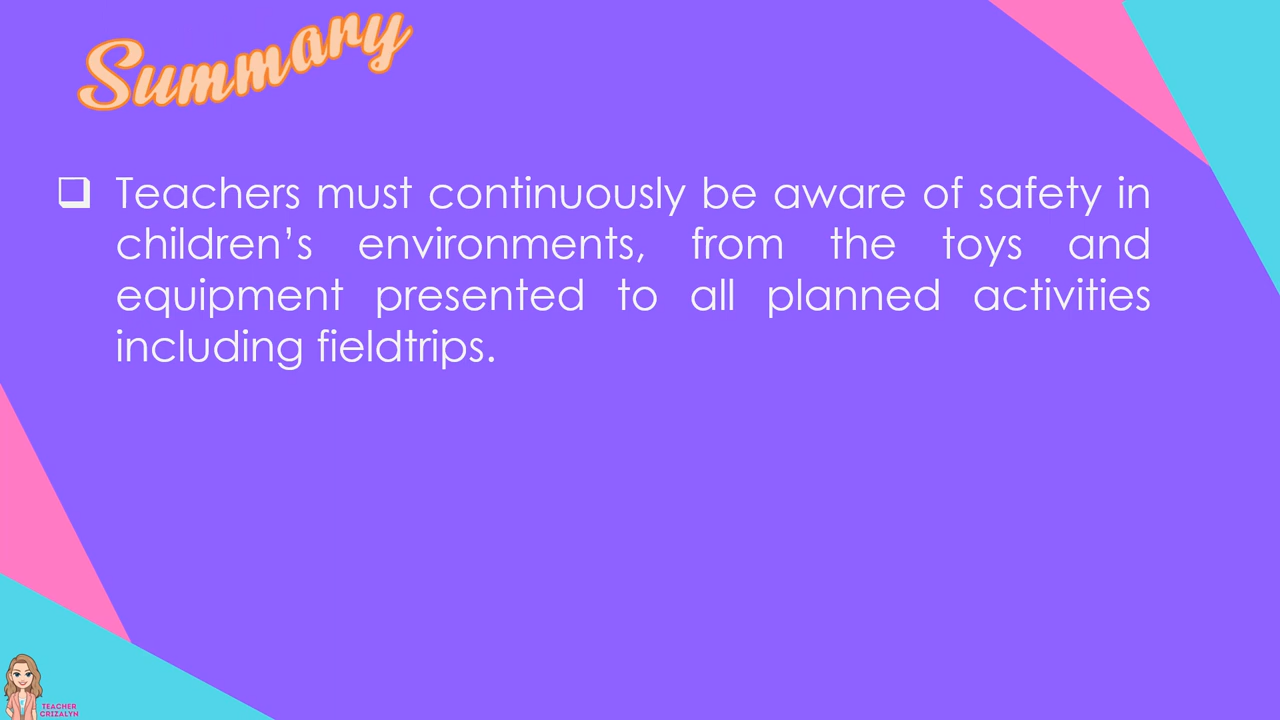 Summary
❑ Teachers must continuously be aware of safety in
children’s environments, from the toys and
equipment presented to all planned activities
including fieldtrips.
TEACHER
CRIZALYN